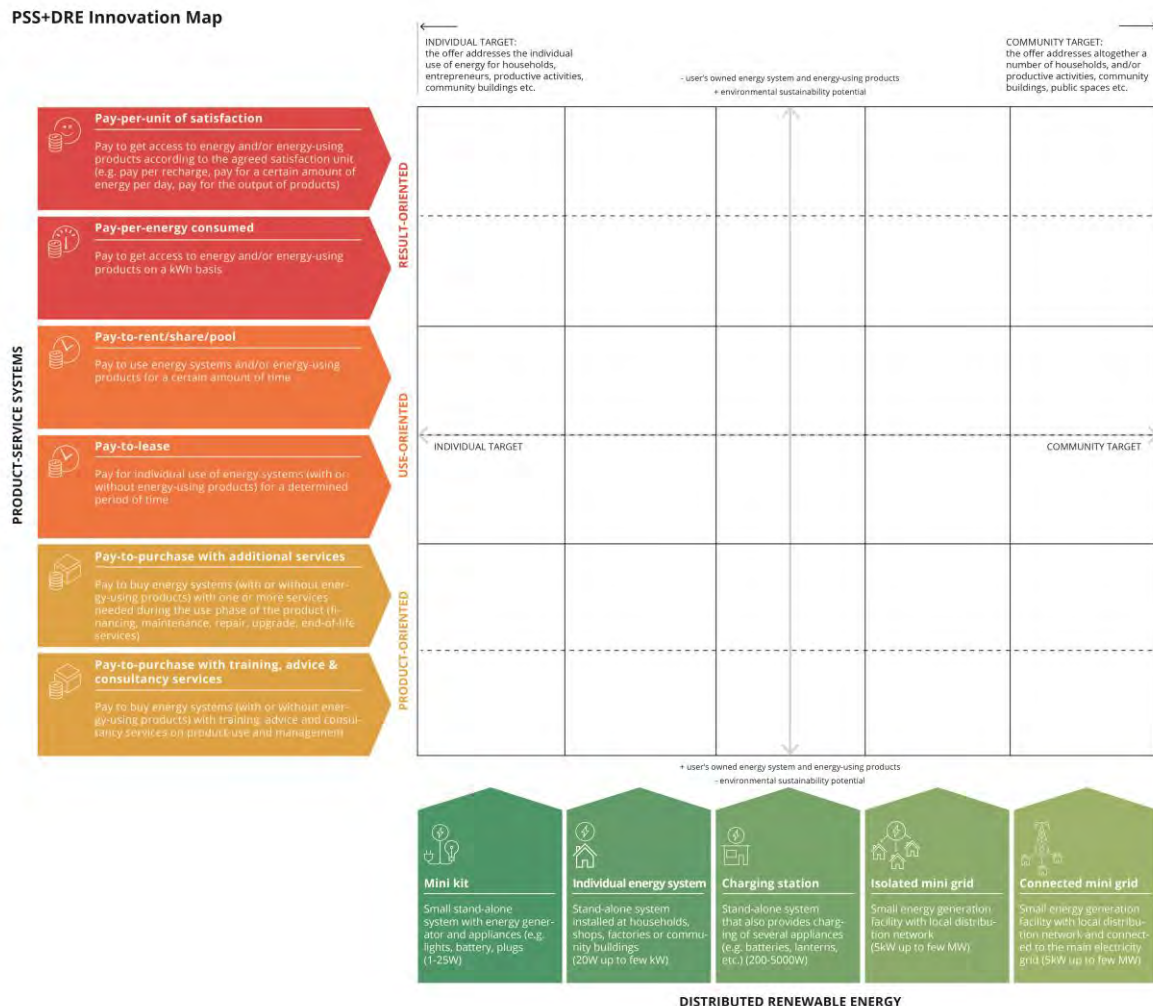 PSS+DRE Innovation Map
INDIVIDUAL TARGET:
the offer addresses the individual
use of energy for households,
entrepreneurs, productive activities,
community buildings etc.
- user's owned energy system and energy-using products
+ environmental sustainability potential
COMMUNITY TARGET:
the offer addresses altogether a
number of households, and/or
productive activities, community
buildings, public spaces etc.
PRODUCT-SERVICE SYSTEMS
Pay-per-unit of satisfaction
Pay to get access to energy and/or energy-using
products according to the agreed satisfaction unit
(e.g. pay per recharge, pay for a certain amount of
energy per day, pay for the output of products)
Pay-per-energy consumed
Pay to get access to energy and/or energy-using
products on a kWh basis
RESULT-ORIENTED
Pay-to-rent/share/pool
Pay to use energy systems and/or energy-using
products for a certain amount of time
Pay-to-lease
Pay for individual use of energy systems (with or
without energy-using products) for a determined
period of time
USE-ORIENTED
INDIVIDUAL TARGET
COMMUNITY TARGET
Pay-to-purchase with additional services
Pay to buy energy systems (with or without ener-
gy-using products) with one or more services
needed during the use phase of the product (fi-
nancing, maintenance, repair, upgrade, end-of-life
services)
Pay-to-purchase with training, advice &
consultancy services
Pay to buy energy systems (with or without ener-
gy-using products) with training, advice and consul-
tancy services on product use and management
PRODUCT-ORIENTED
+ user's owned energy system and energy-using products
- environmental sustainability potential
Mini kit
Small stand-alone
system with energy gener-
ator and appliances (e.g.
lights, battery, plugs
(1-25W)
Individual energy system
Stand-alone system
installed at households,
shops, factories or commu-
nity buildings
(20W up to few kW)
Charging station
Stand-alone system
that also provides charg-
ing of several appliances
(e.g. batteries, lanterns,
etc.) (200-5000W)
Isolated mini grid
Small energy generation
facility with local distribu-
tion network
(5kW up to few MW)
Connected mini grid
Small energy generation
facility with local distribu-
tion network and connect-
ed to the main electricity
grid (5kW up to few MW)
DISTRIBUTED RENEWABLE ENERGY